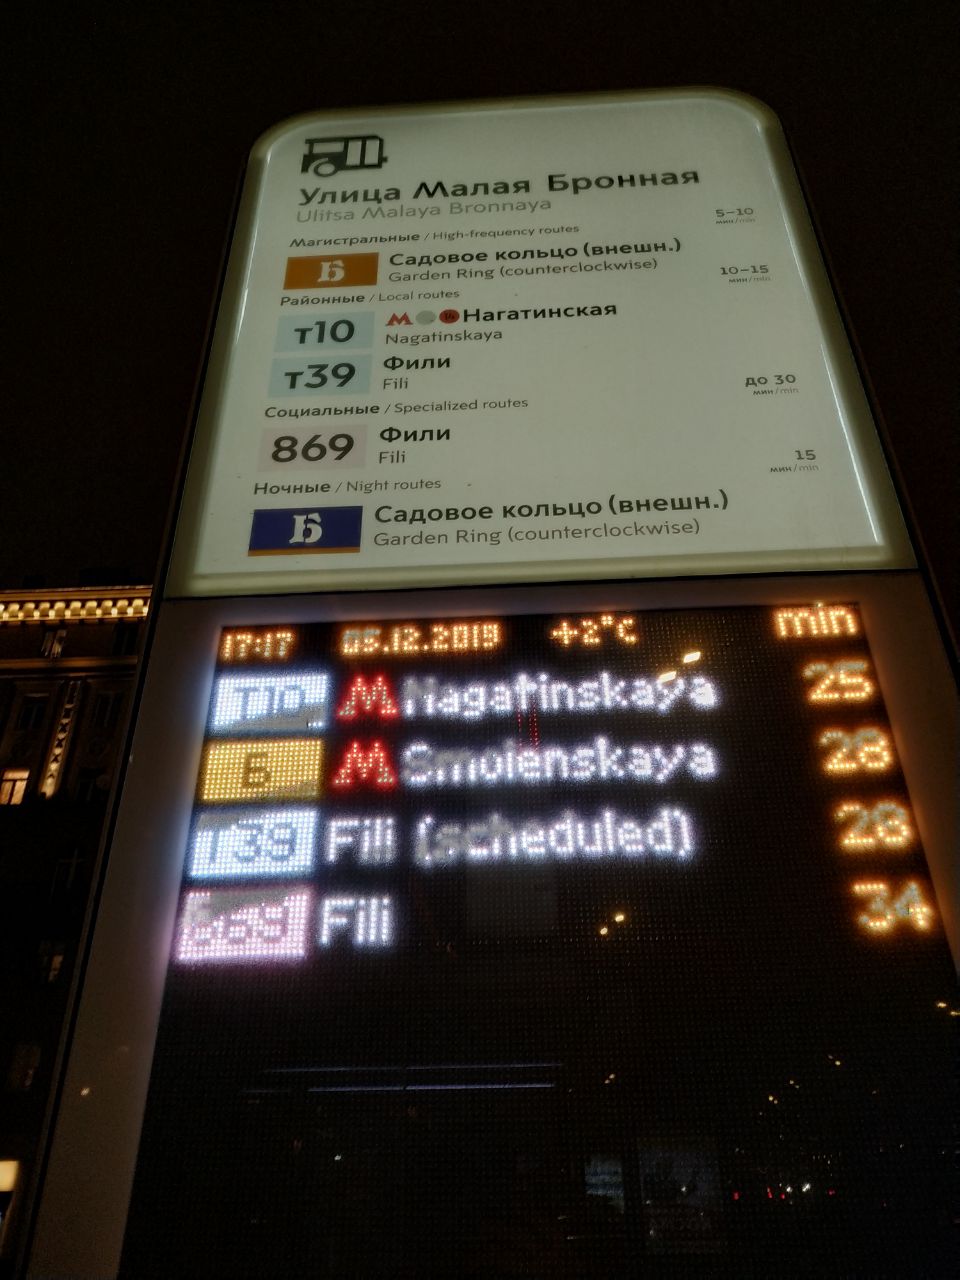 Улица Малая Бронная
Ulitsa Malaya Bronnaya
Магистральные / High-frequency routes 5–10 мин/min
Б Садовое кольцо (внешн.)
Garden Ring (counterclockwise)
Районные / Local routes 10–15 мин/min
т10 М Нагатинская
Nagatinskaya
т39 Фили
Fili
Социальные / Specialized routes до 30 мин/min
869 Фили
Fili
Ночные / Night routes 15 мин/min
Б Садовое кольцо (внешн.)
Garden Ring (counterclockwise)
17:17 05.12.2019 +2°C min
T10 М Nagatinskaya 25
Б М Smolenskaya 28
T39 Fili (scheduled) 28
Fili 34